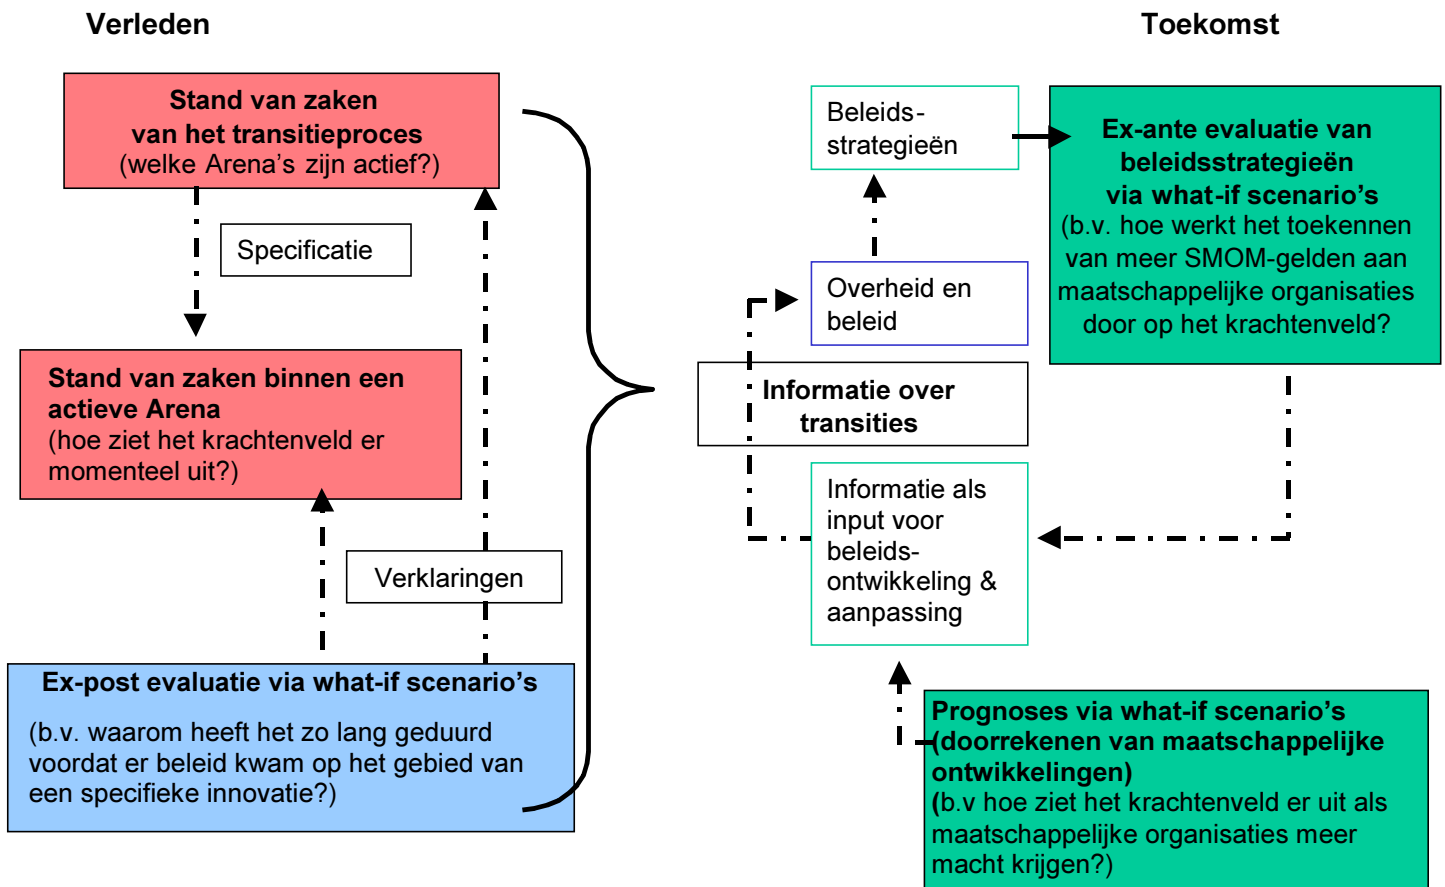 Verleden
Stand van zaken
van het transitieproces
(welke Arena's zijn actief?)
Specificatie
Stand van zaken binnen een
actieve Arena
(hoe ziet het krachtenveld er
momenteel uit?)
Verklaringen
Ex-post evaluatie via what-if scenario's
(b.v. waarom heeft het zo lang geduurd
voordat er beleid kwam op het gebied van
een specifieke innovatie?)
Toekomst
Beleids-
strategieën
Ex-ante evaluatie van
beleidsstrategieën
via what-if scenario's
(b.v. hoe werkt het toekennen
van meer SMOM-gelden aan
maatschappelijke organisaties
door op het krachtenveld?
Overheid en
beleid
Informatie over
transities
Informatie als
input voor
beleids-
ontwikkeling &
aanpassing
Prognoses via what-if scenario's
(doorrekenen van maatschappelijke
ontwikkelingen)
(b.v hoe ziet het krachtenveld er uit als
maatschappelijke organisaties meer
macht krijgen?)